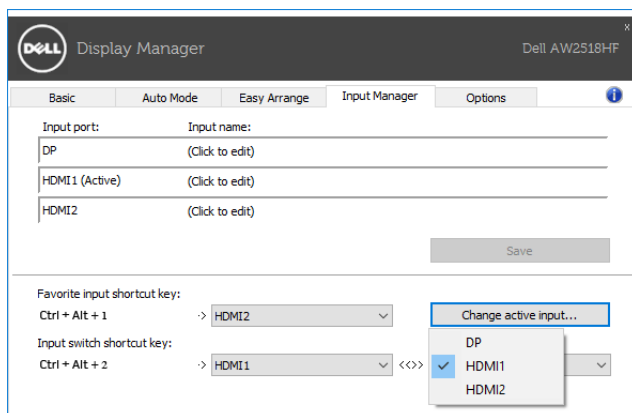 DELL Display Manager Dell AW2518HF x
Basic Auto Mode Easy Arrange Input Manager Options i
Input port: Input name:
DP (Click to edit)
HDMI1 (Active) (Click to edit)
HDMI2 (Click to edit)
Save
Favorite input shortcut key:
Ctrl + Alt + 1 -> HDMI2 Change active input...
Input switch shortcut key:
DP
Ctrl + Alt + 2 -> HDMI1 <<>> HDMI1
HDMI2